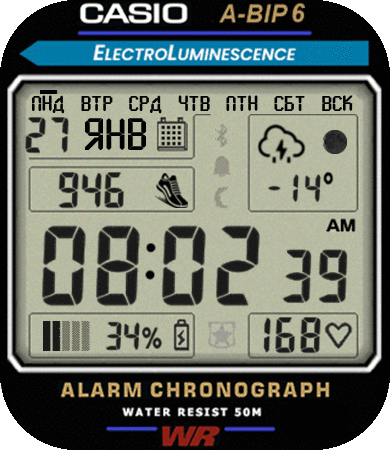 CASIO A-BIP 6
ELECTROLUMINESCENCE
ПНД ВТР СРД ЧТВ ПТН СБТ ВСК
27 ЯНВ
946
-14°
AM
08:02 39
34%
168
ALARM CHRONOGRAPH
WATER RESIST 50M
WR